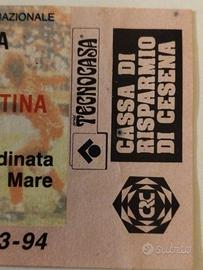 NAZIONALE
A
TINA
dinata
Mare
3-94
TECNOCASA
CASSA DI
RISPARMIO
DI CESENA
subito